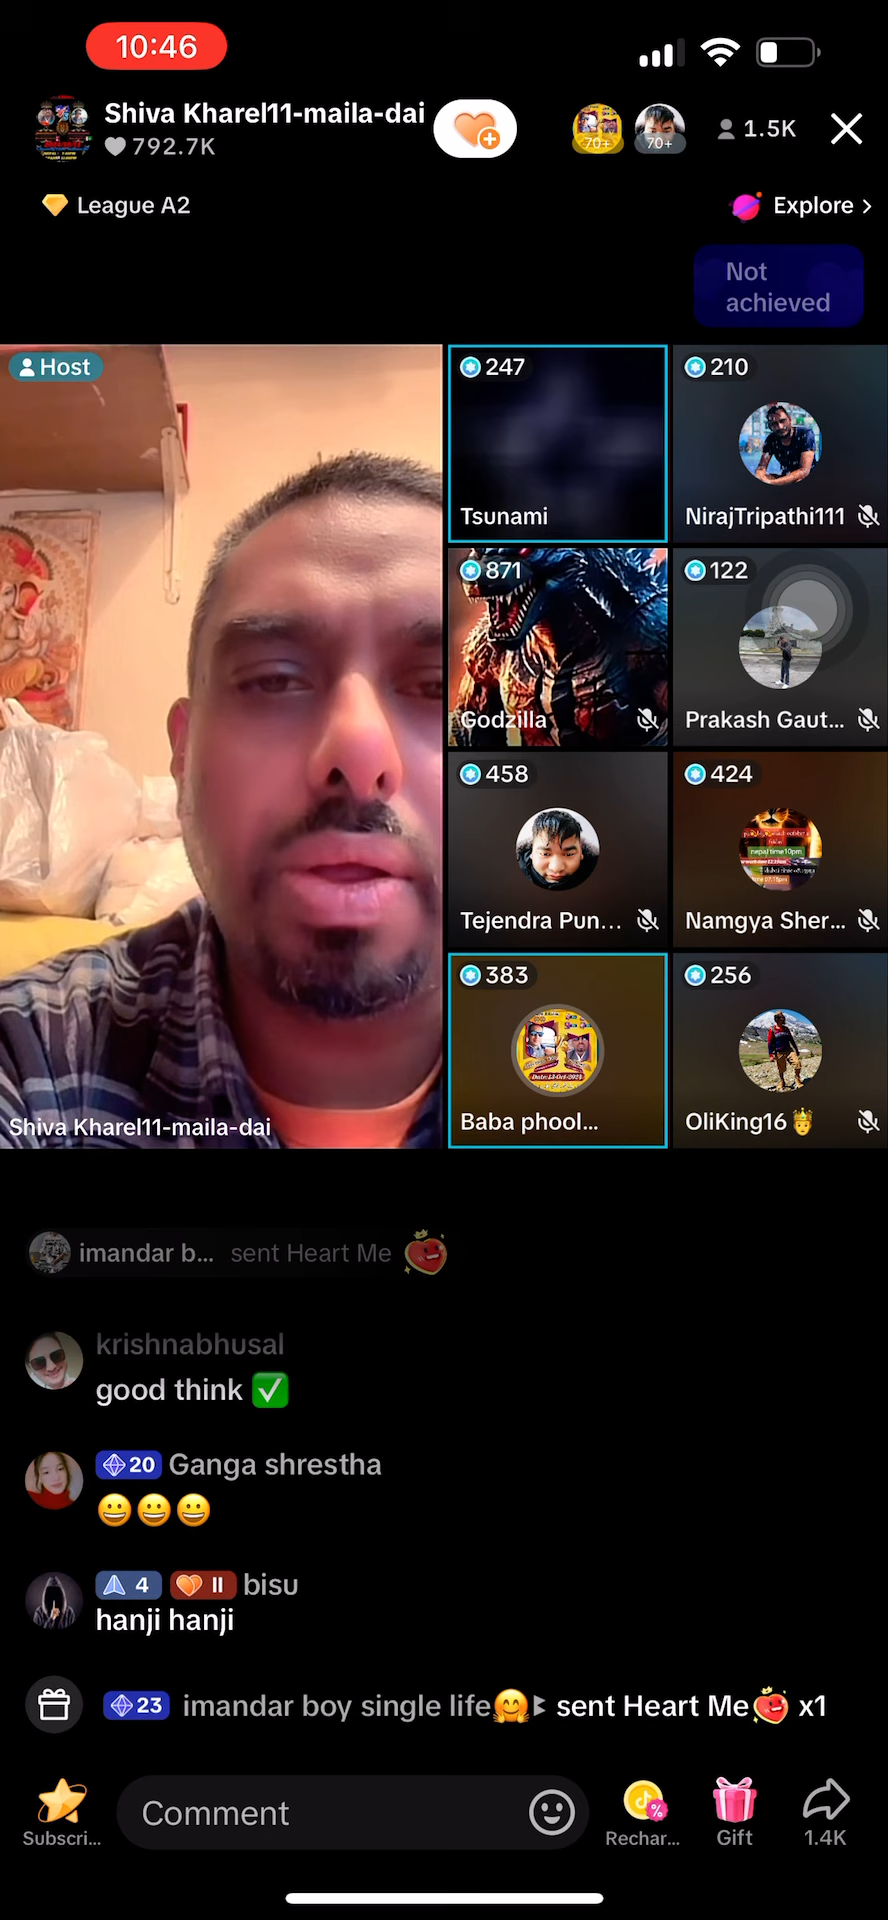 10:46
Shiva Kharel11-maila-dai
792.7K
70+
70+
1.5K
League A2
Explore >
Not
achieved
Host
247
Tsunami
210
NirajTripathi111
871
Godzilla
122
Prakash Gaut...
458
Tejendra Pun...
424
nepal time10pm
Namgya Sher...
383
Baba phool...
256
OliKing16🤴
Shiva Kharel11-maila-dai
imandar b... sent Heart Me
krishnabhusal
good think ✅
20 Ganga shrestha
😀😀😀
4 II bisu
hanji hanji
23 imandar boy single life🤗 sent Heart Me x1
Subscri...
Comment
Rechar...
Gift
1.4K